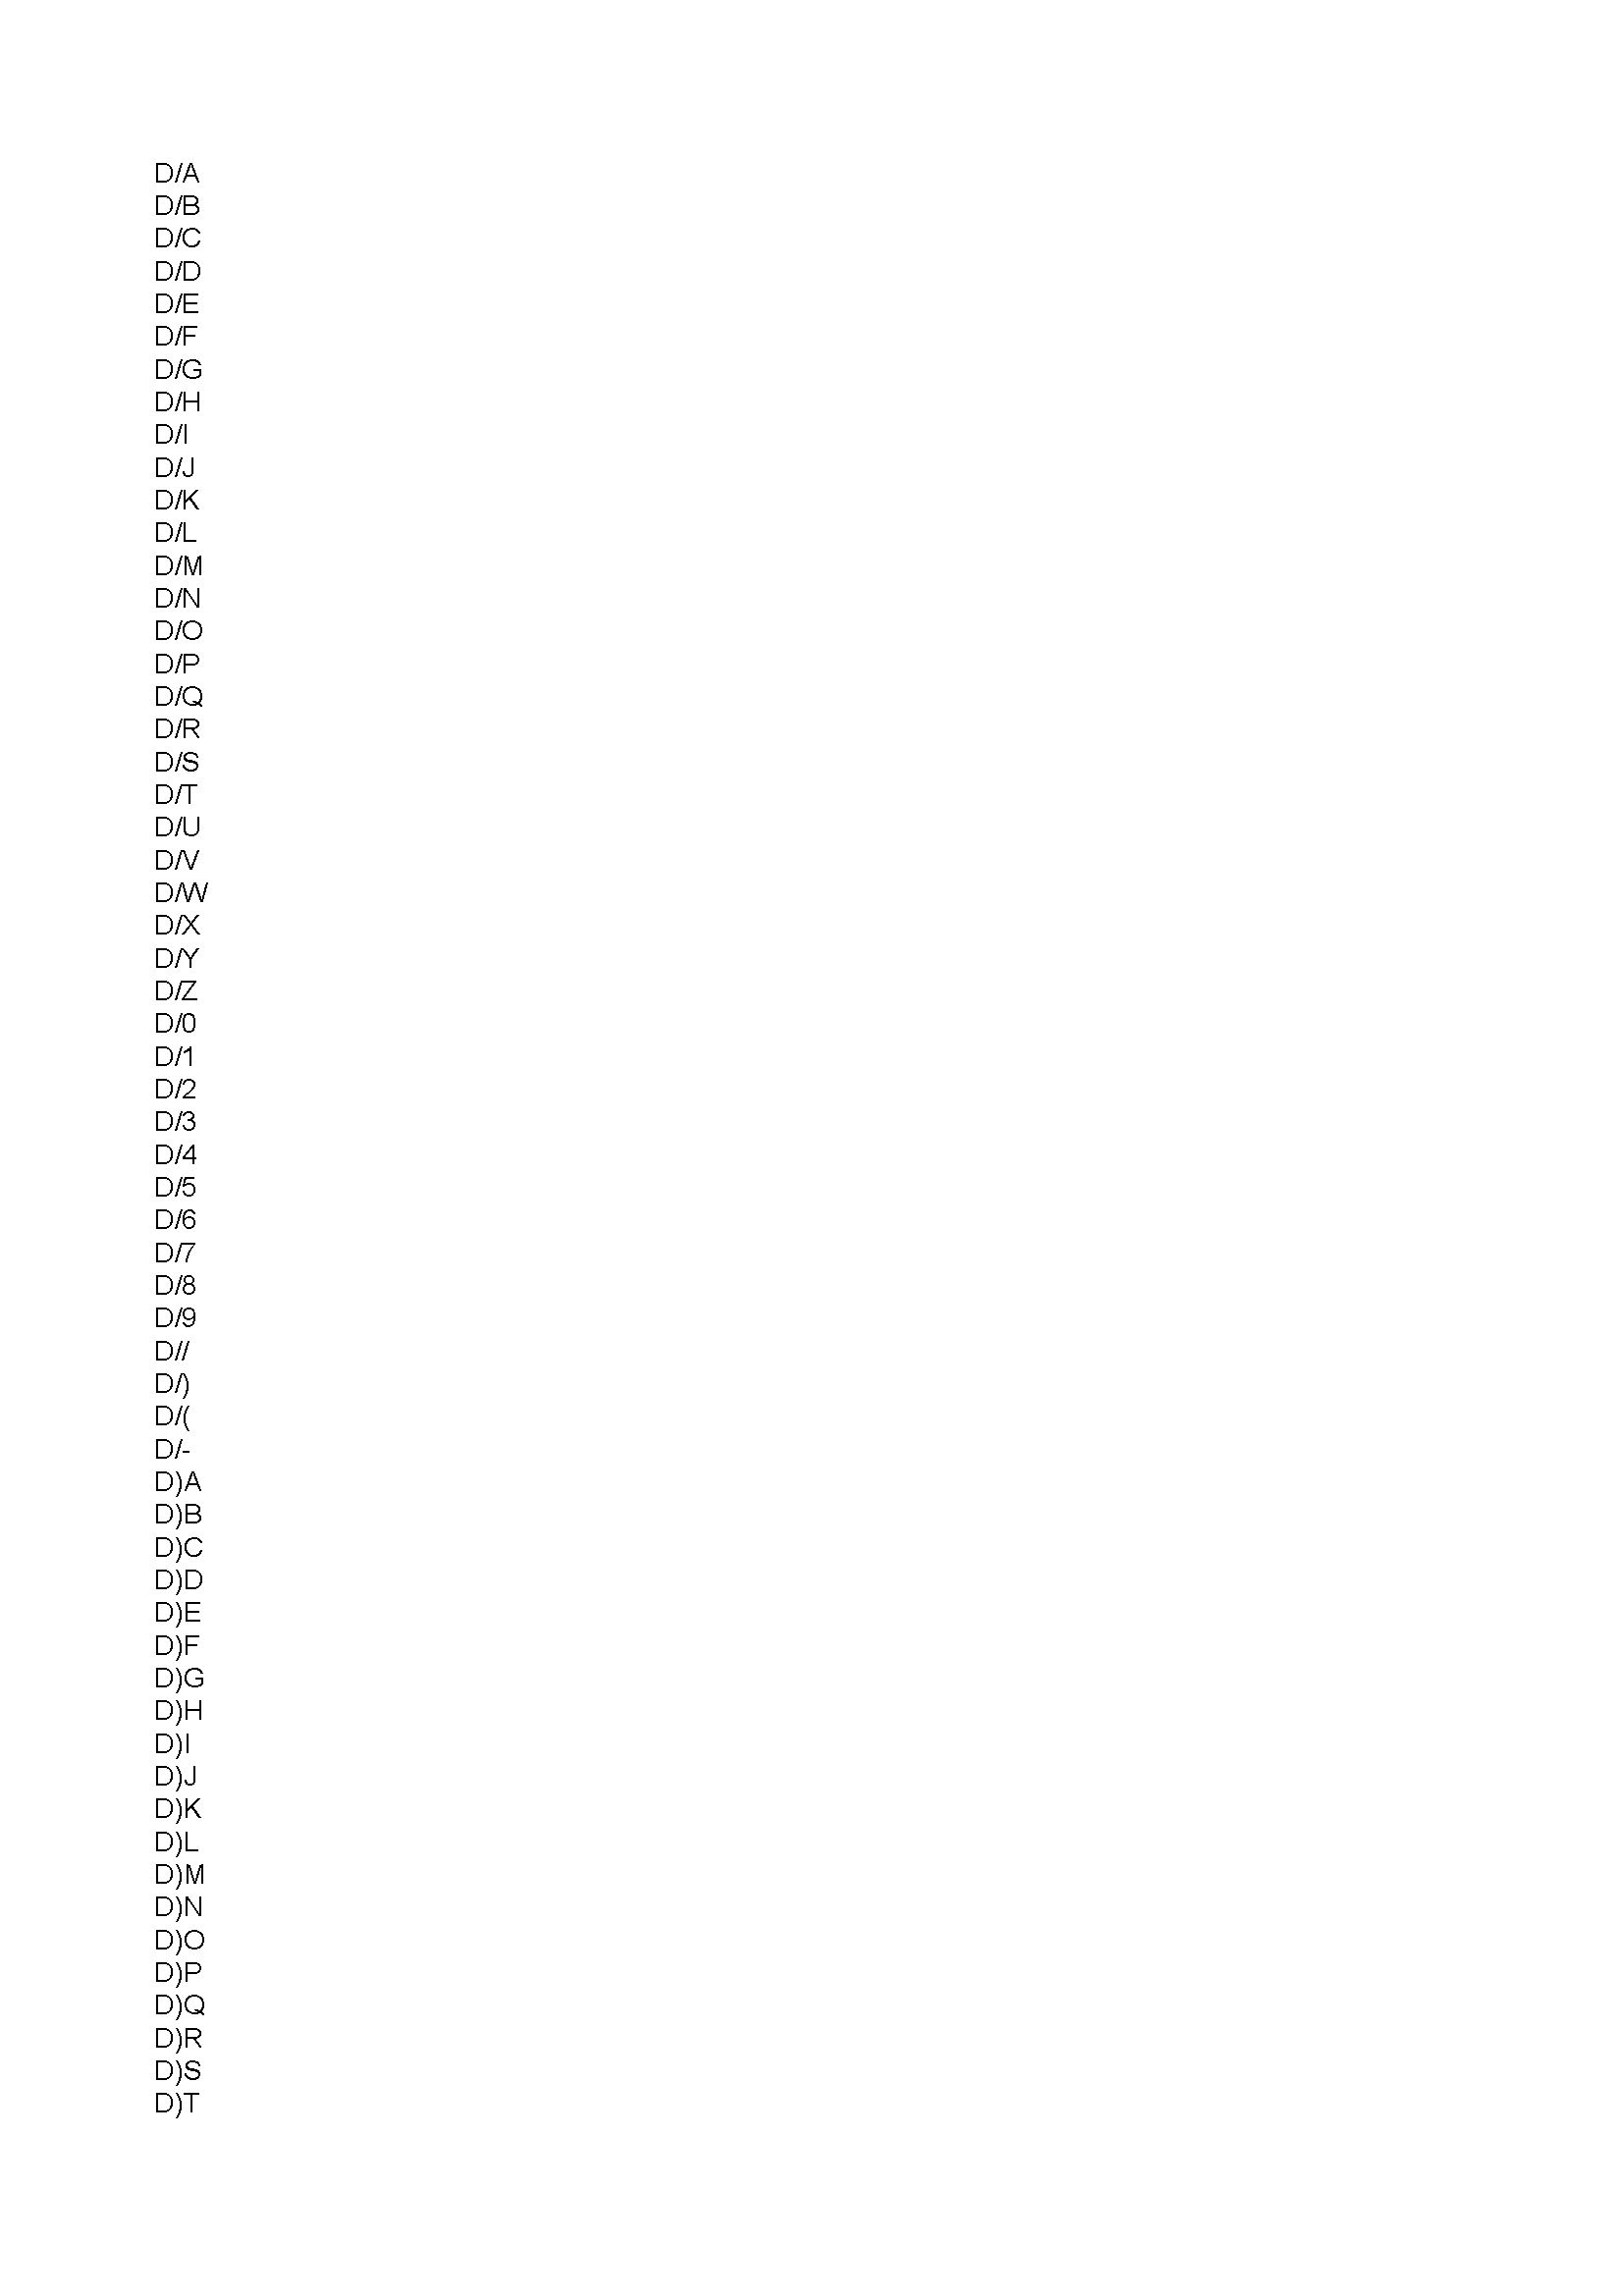 D/A
D/B
D/C
D/D
D/E
D/F
D/G
D/H
D/I
D/J
D/K
D/L
D/M
D/N
D/O
D/P
D/Q
D/R
D/S
D/T
D/U
D/V
D/W
D/X
D/Y
D/Z
D/0
D/1
D/2
D/3
D/4
D/5
D/6
D/7
D/8
D/9
D//
D/)
D/(
D/-
D)A
D)B
D)C
D)D
D)E
D)F
D)G
D)H
D)I
D)J
D)K
D)L
D)M
D)N
D)O
D)P
D)Q
D)R
D)S
D)T